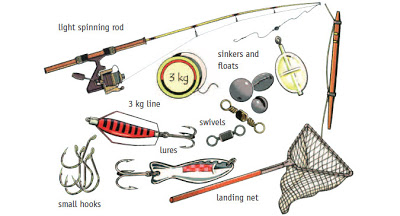 light spinning rod
sinkers and
floats
3 kg
3 kg line
swivels
lures
small hooks
landing net